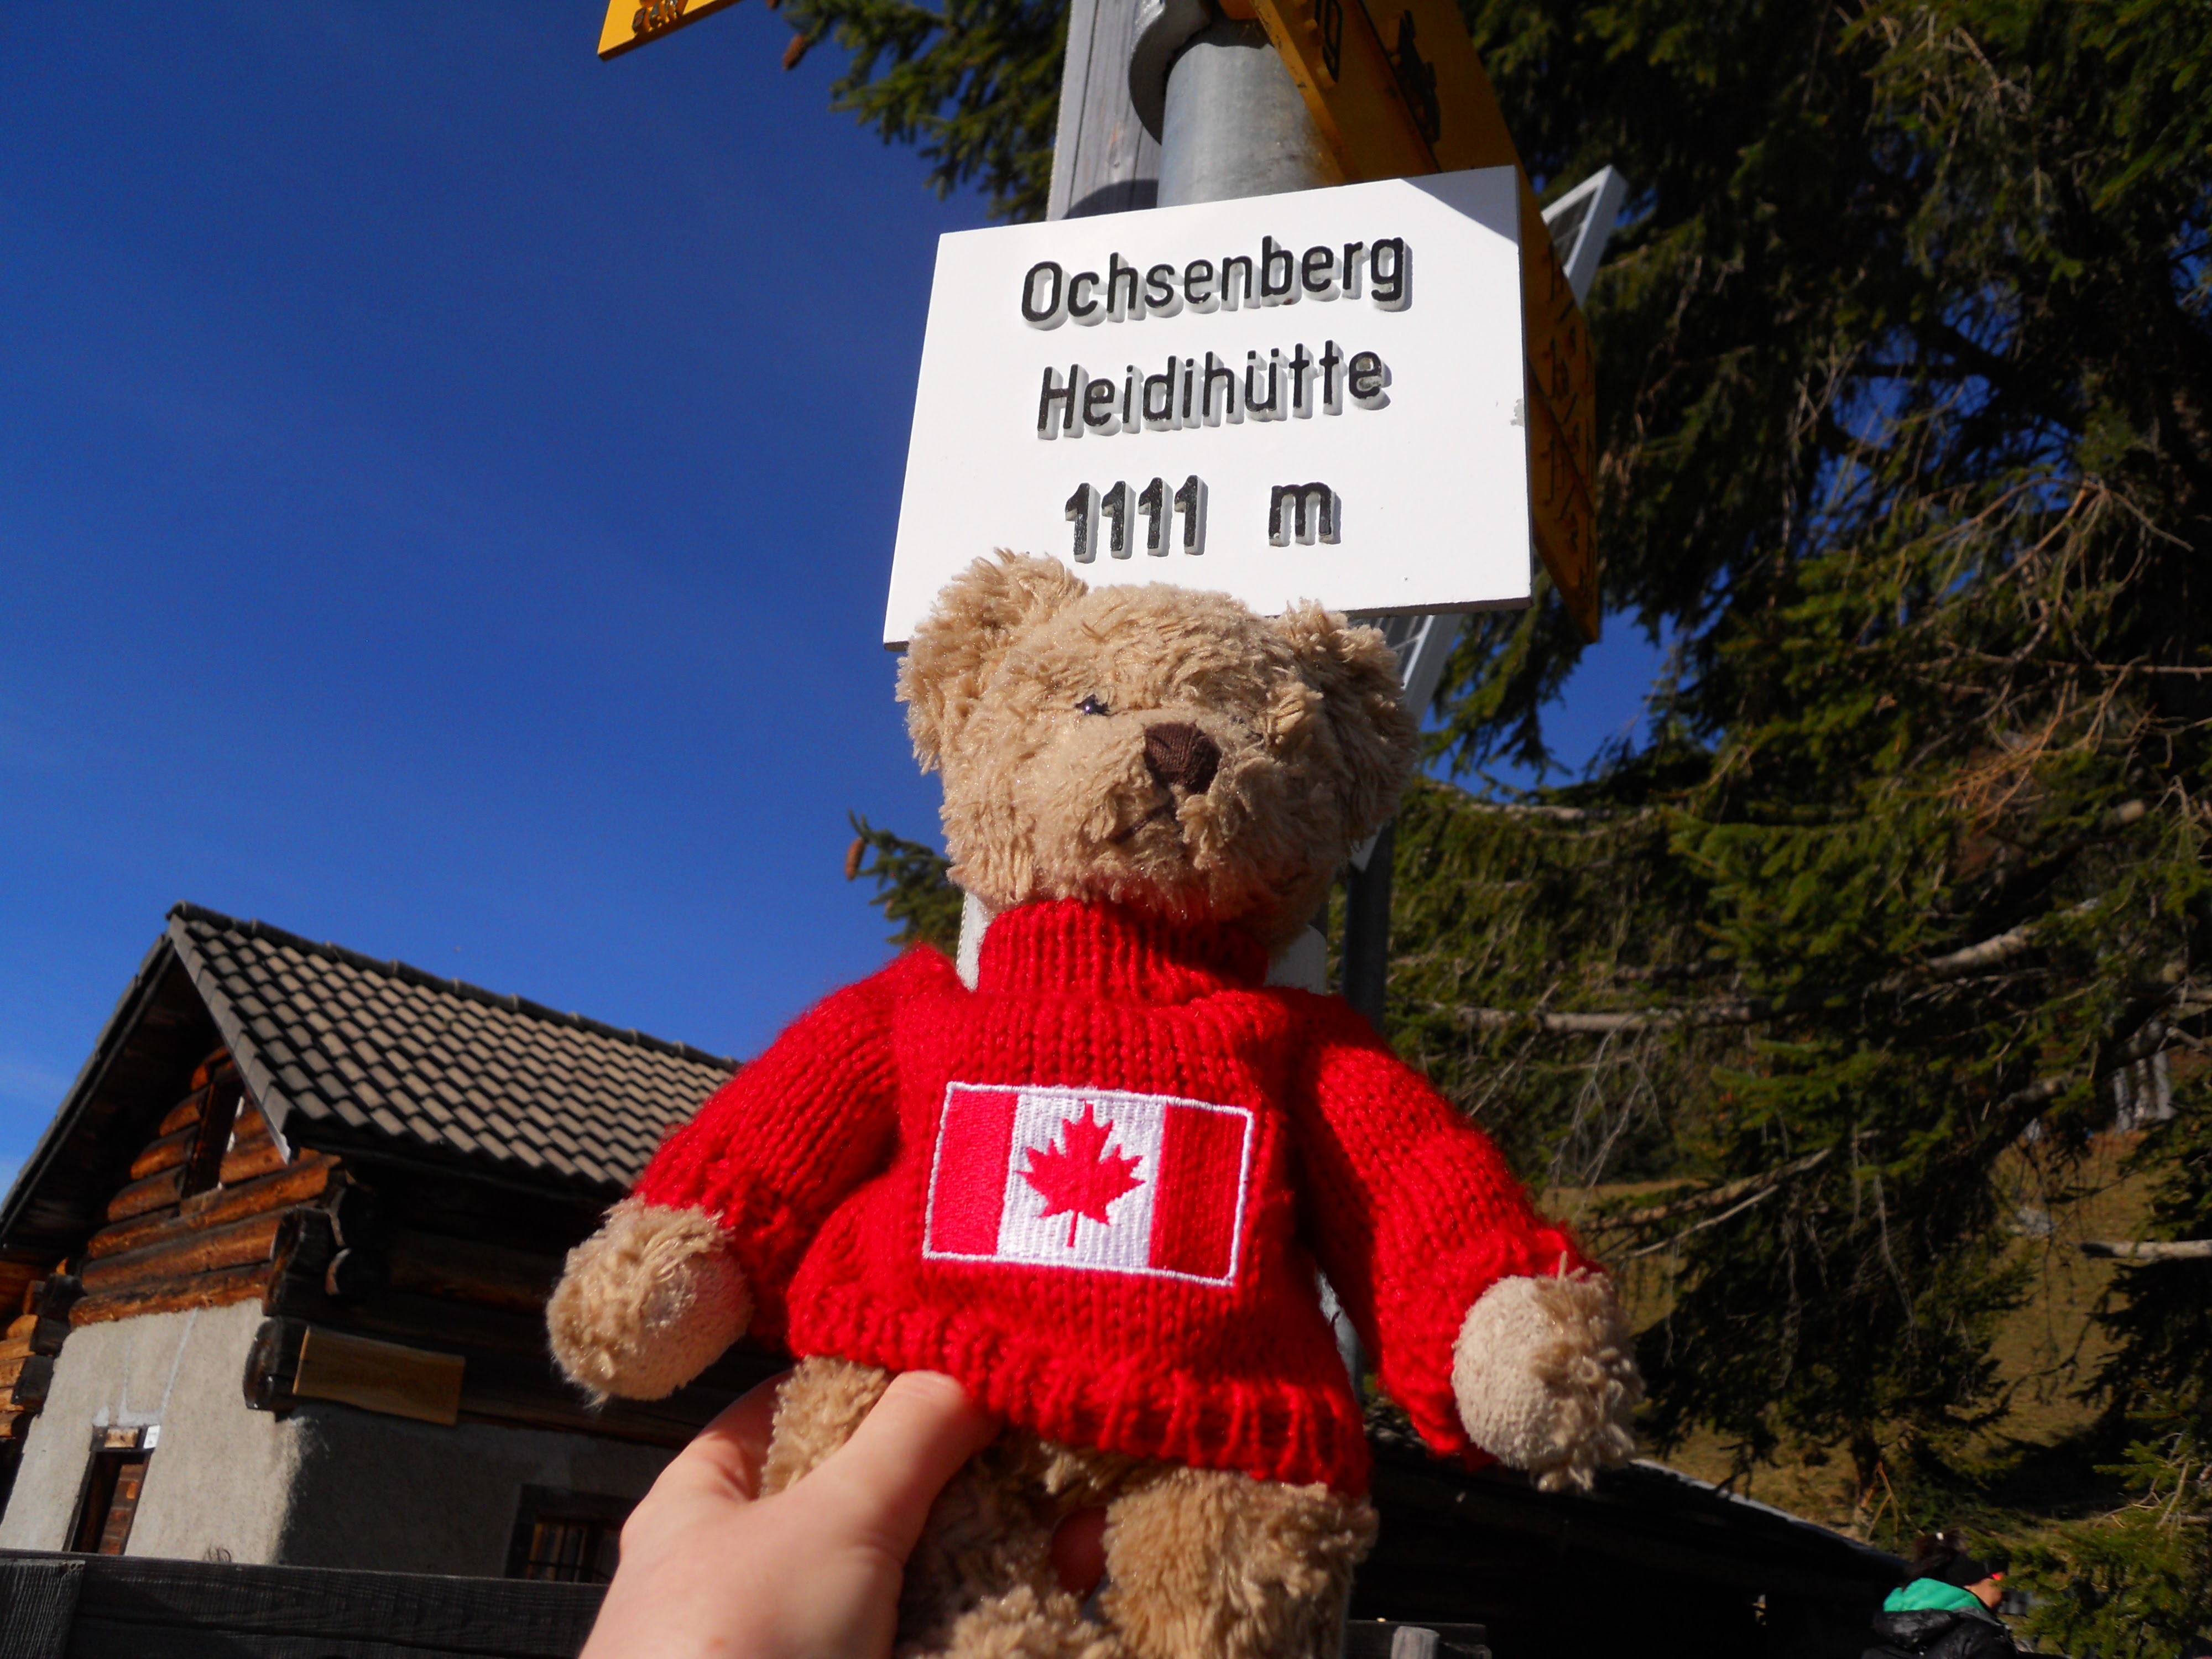 Ochsenberg
Heidihütte
1111 m